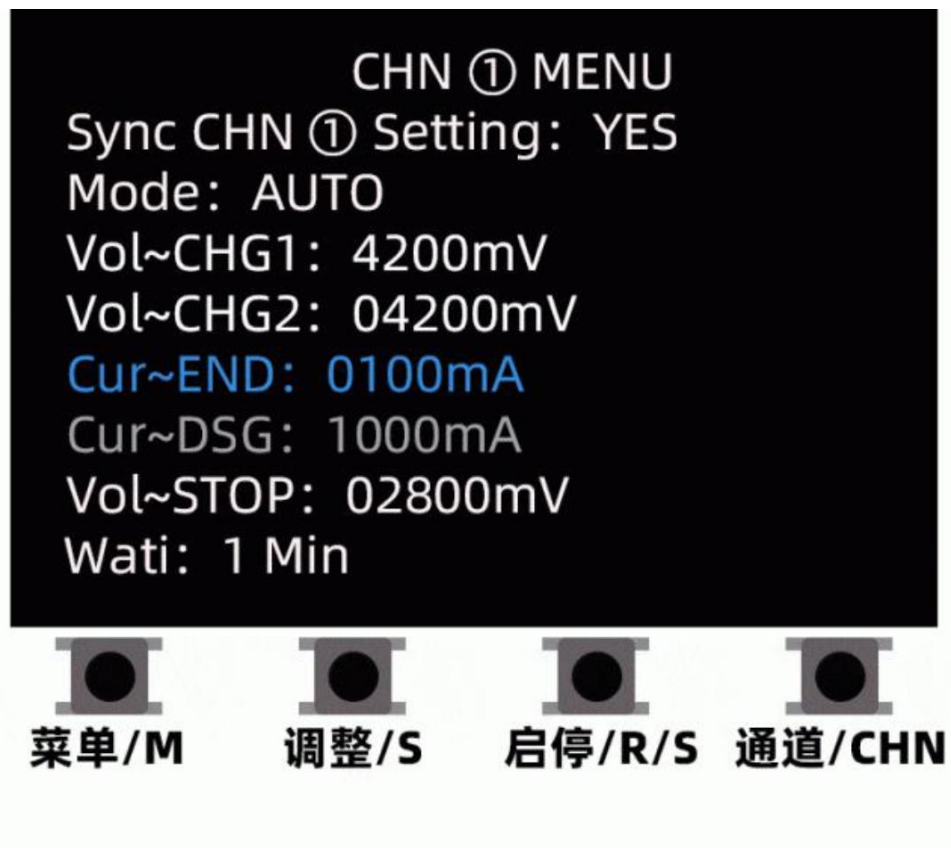 CHN ① MENU
Sync CHN ① Setting： YES
Mode： AUTO
Vol~CHG1： 4200mV
Vol~CHG2： 04200mV
Cur~END： 0100mA
Cur~DSG： 1000mA
Vol~STOP： 02800mV
Wati： 1 Min
菜单/M 调整/S 启停/R/S 通道/CHN